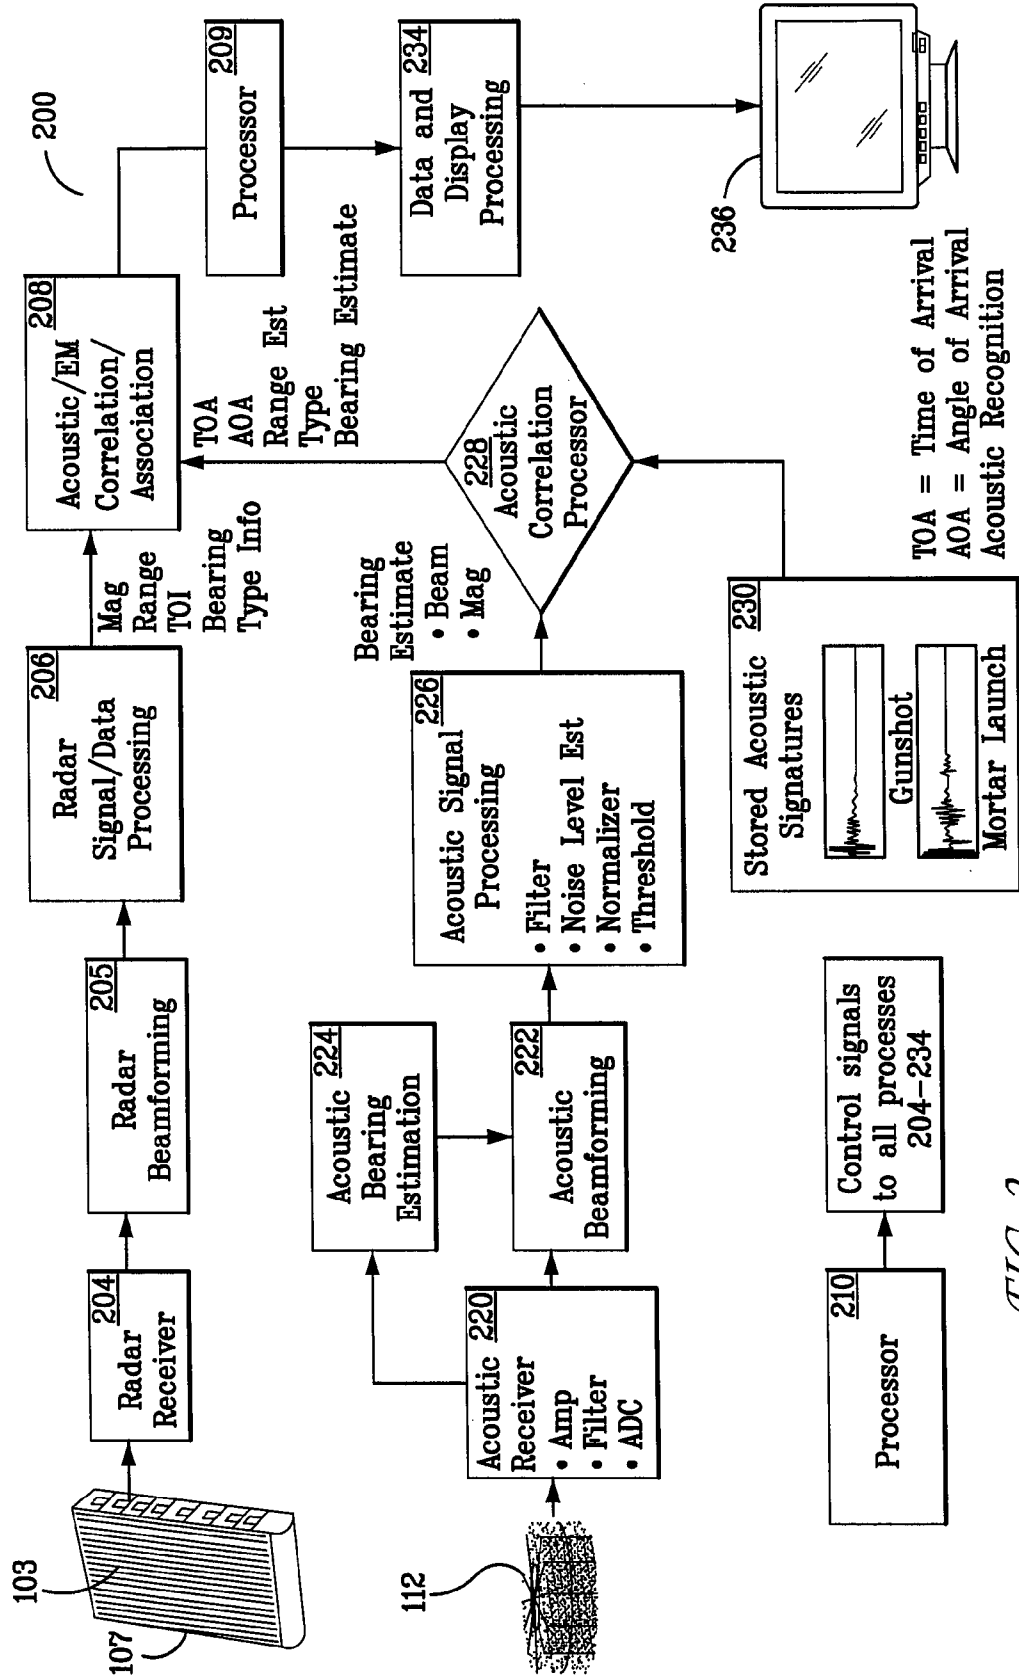 200
103
107
204
Radar
Receiver
205
Radar
Beamforming
206
Radar
Signal/Data
Processing
Mag
Range
TOI
Bearing
Type Info
208
Acoustic/EM
Correlation/
Association
209
Processor
234
Data and
Display
Processing
236
TOA
AOA
Range Est
Type
Bearing Estimate
112
Acoustic 220
Receiver
• Amp
• Filter
• ADC
224
Acoustic
Bearing
Estimation
222
Acoustic
Beamforming
226
Acoustic Signal
Processing
• Filter
• Noise Level Est
• Normalizer
• Threshold
Bearing
Estimate
• Beam
• Mag
228
Acoustic
Correlation
Processor
210
Processor
Control signals
to all processes
204-234
230
Stored Acoustic
Signatures
Gunshot
Mortar Launch
TOA = Time of Arrival
AOA = Angle of Arrival
Acoustic Recognition